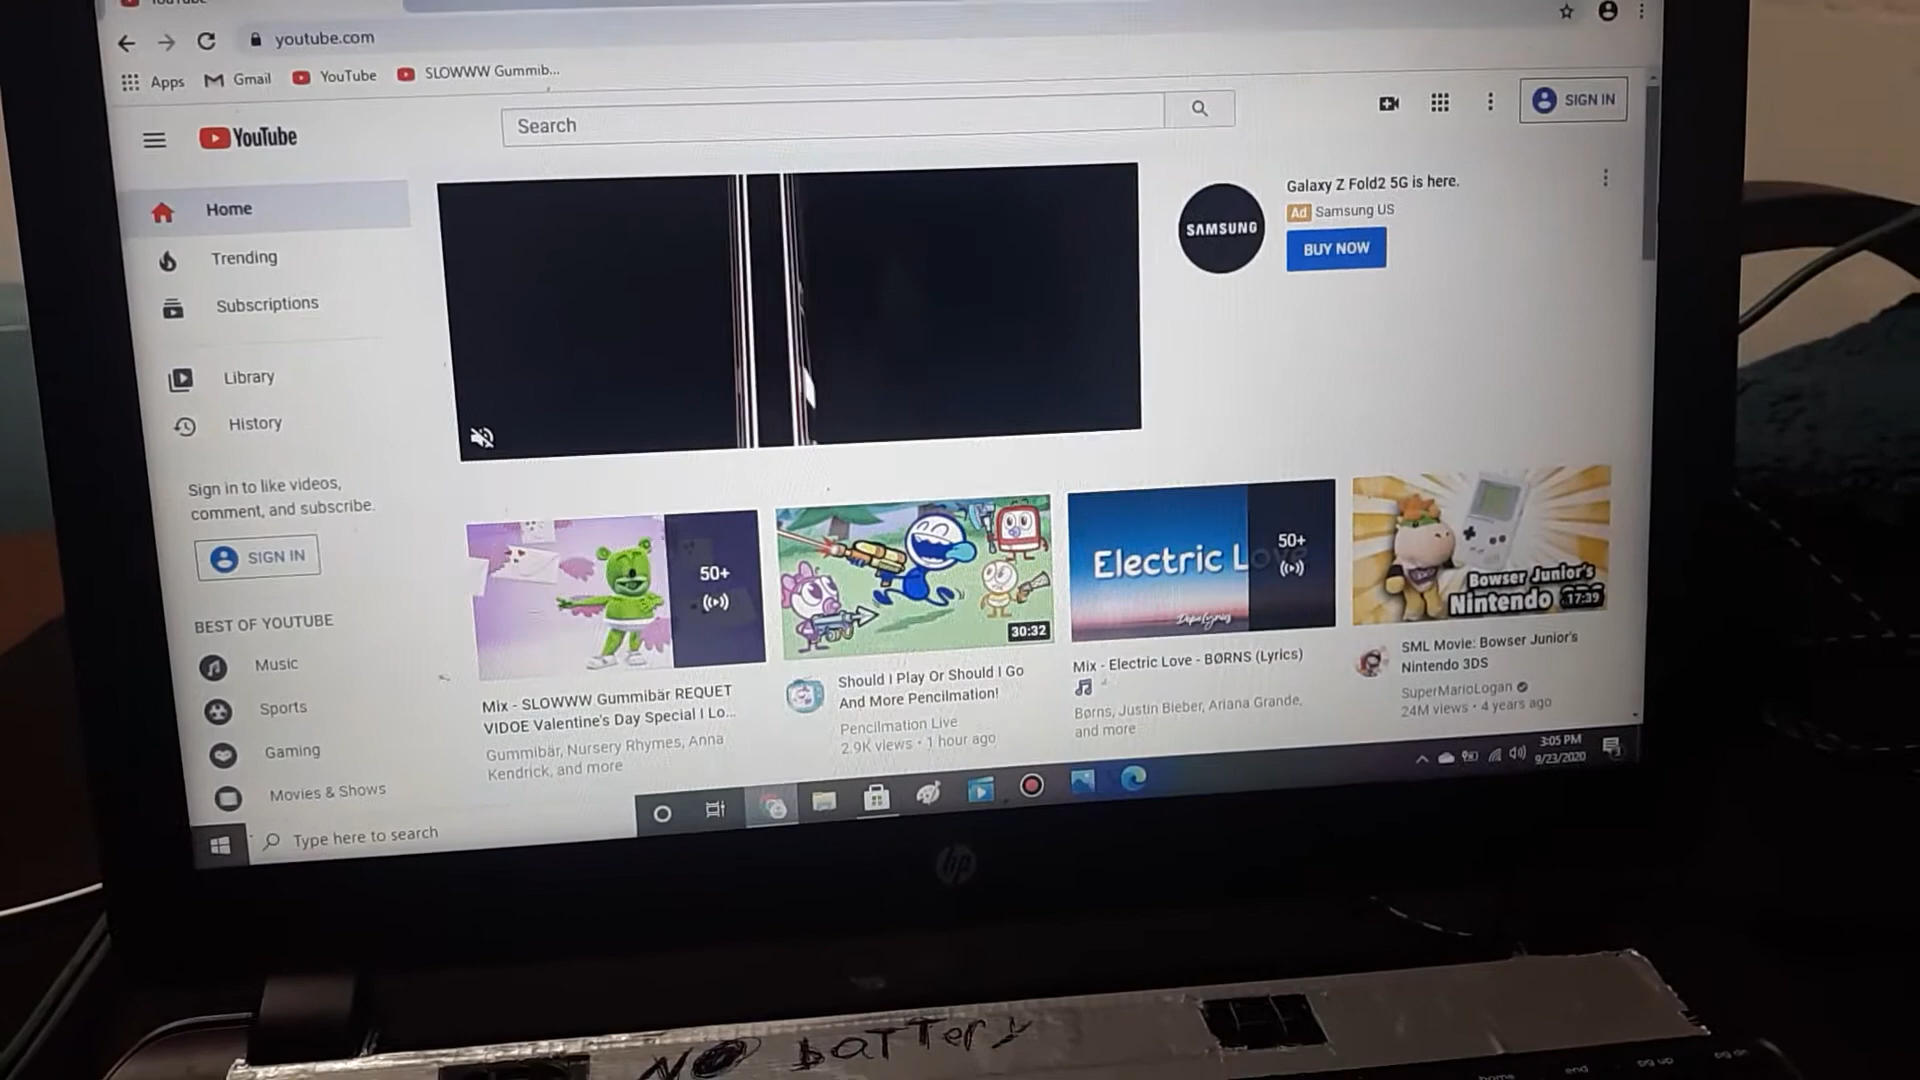 youtube.com
Apps
Gmail
YouTube
SLOWWW Gummib...
YouTube
Search
SIGN IN
Home
Trending
Subscriptions
Library
History
Sign in to like videos,
comment, and subscribe.
SIGN IN
BEST OF YOUTUBE
Music
Sports
Gaming
Movies & Shows
SAMSUNG
Galaxy Z Fold2 5G is here.
Ad Samsung US
BUY NOW
50+
Mix - SLOWWW Gummibär REQUET
VIDOE Valentine's Day Special I Lo...
Gummibär, Nursery Rhymes, Anna
Kendrick, and more
30:32
Should I Play Or Should I Go
And More Pencilmation!
Pencilmation Live
2.9K views • 1 hour ago
Electric Love
50+
Mix - Electric Love - BØRNS (Lyrics)
Børns, Justin Bieber, Ariana Grande,
and more
Bowser Junior's
Nintendo 17:39
SML Movie: Bowser Junior's
Nintendo 3DS
SuperMarioLogan
24M views • 4 years ago
Type here to search
3:05 PM
9/23/2020
hp
NO BATTERY
home end pg up